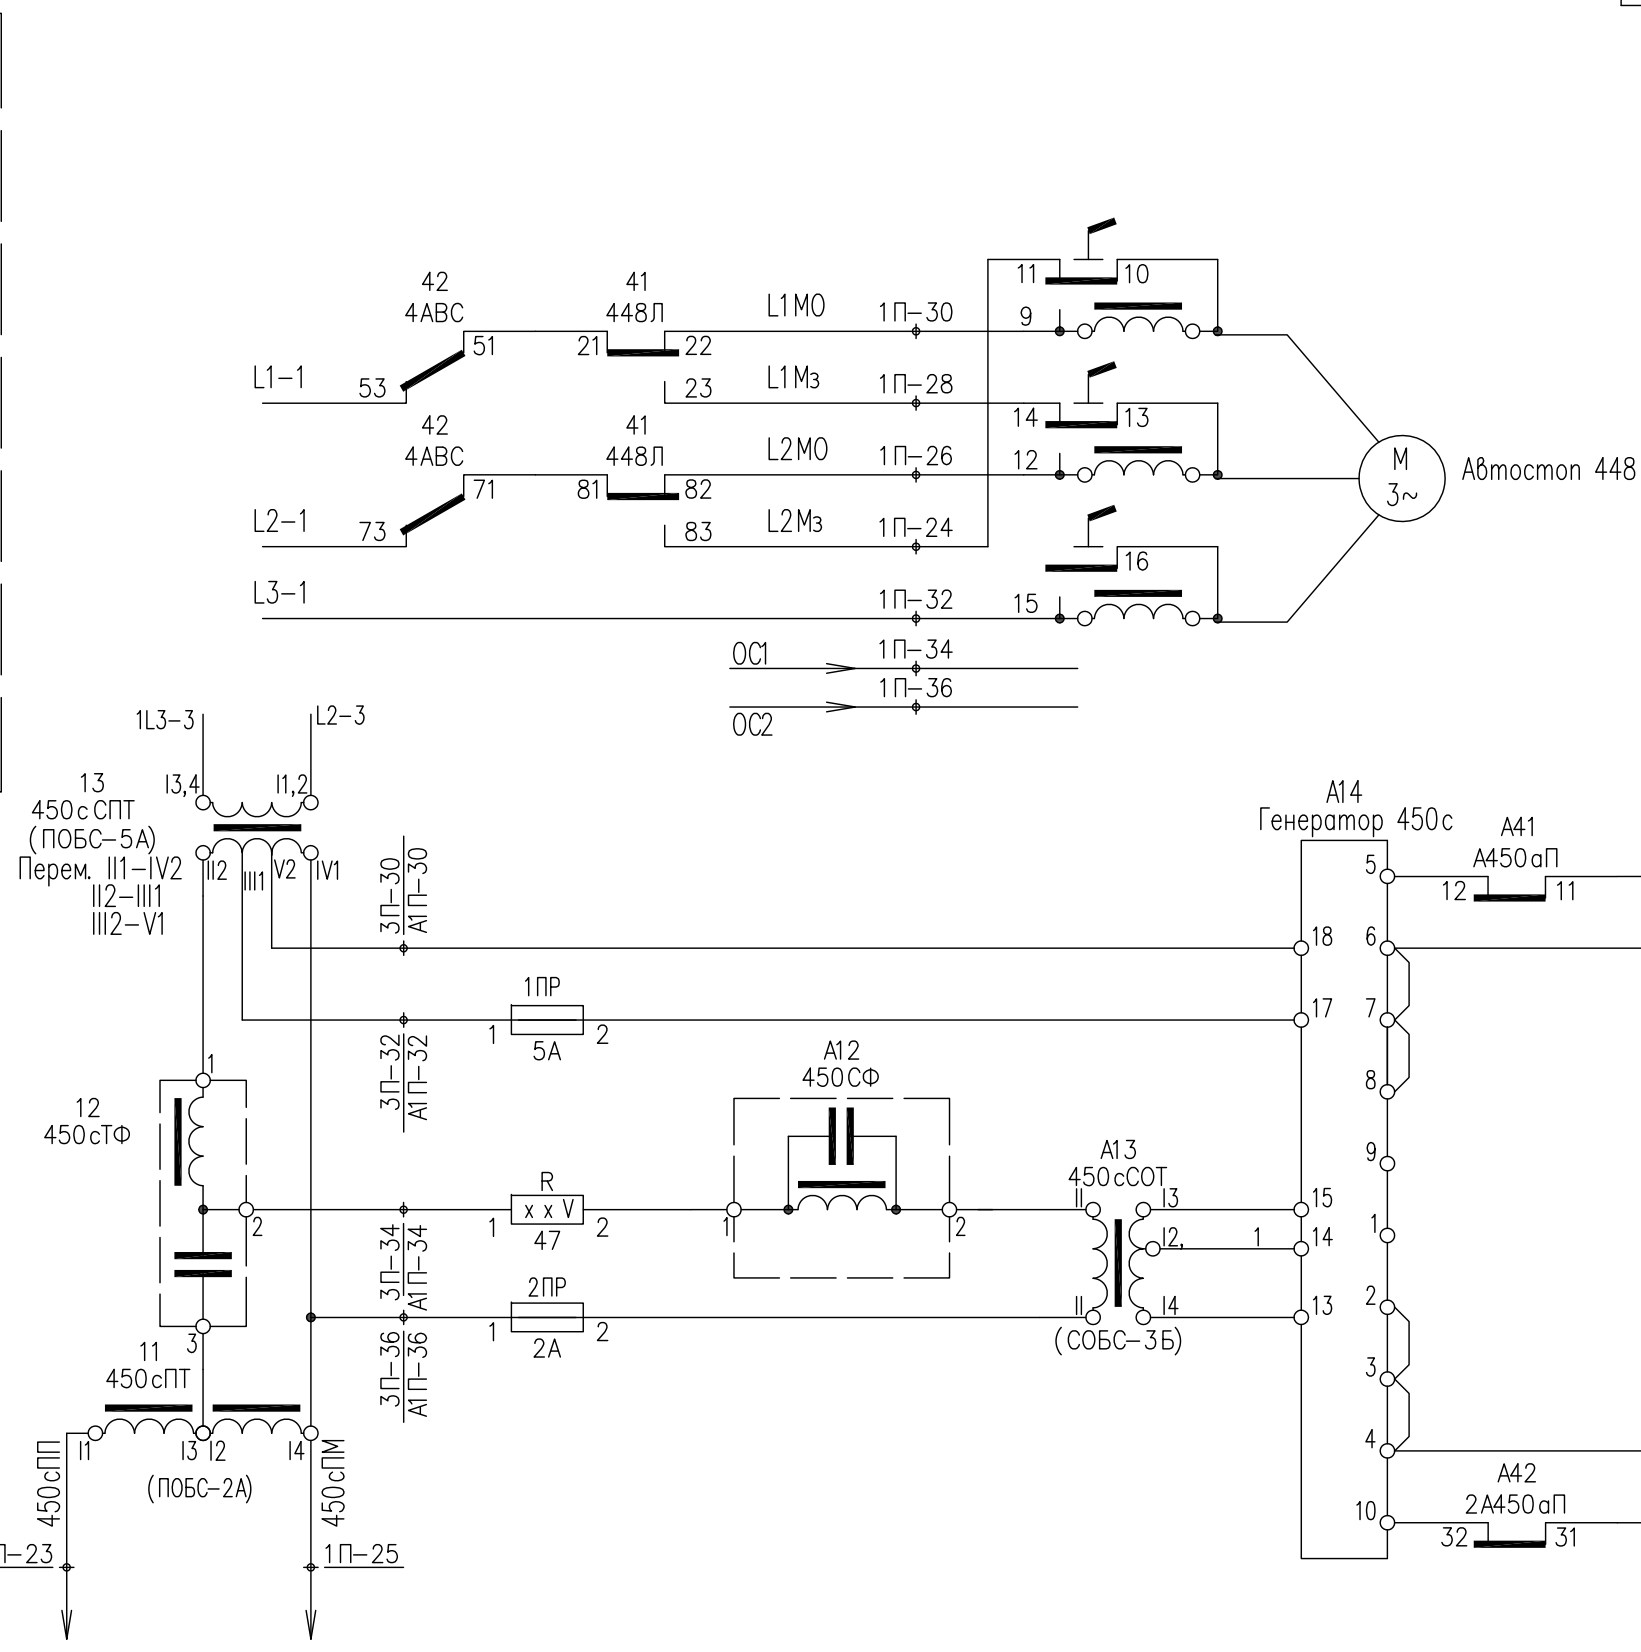 42
4АВС
41
448Л
L1МО
1П-30
11
10
9
51
21
22
L1-1
53
23
L1Мз
1П-28
14
13
42
4АВС
41
448Л
L2МО
1П-26
12
71
81
82
М
3~
Автостоп 448
L2-1
73
83
L2Мз
1П-24
16
L3-1
1П-32
15
ОС1
1П-34
1П-36
ОС2
1L3-3
L2-3
13
450сСПТ
(ПОБС-5А)
Перем. II1-IV2
II2-III1
III2-V1
I3,4
I1,2
II2
III1
V2
IV1
3П-30
А1П-30
3П-32
А1П-32
1ПР
1
2
5А
А14
Генератор 450с
А41
А450аП
12
11
5
18
6
17
7
8
9
15
1
14
2
13
3
4
10
12
450сТФ
1
2
3
А12
450СФ
1
2
R
х х V
1
2
47
3П-34
А1П-34
3П-36
А1П-36
2ПР
1
2
2А
А13
450сСОТ
II
I3
I2,
1
II
I4
(СОБС-3Б)
11
450сПТ
I1
I3
I2
I4
(ПОБС-2А)
450сПП
450сПМ
П-23
1П-25
А42
2А450аП
32
31